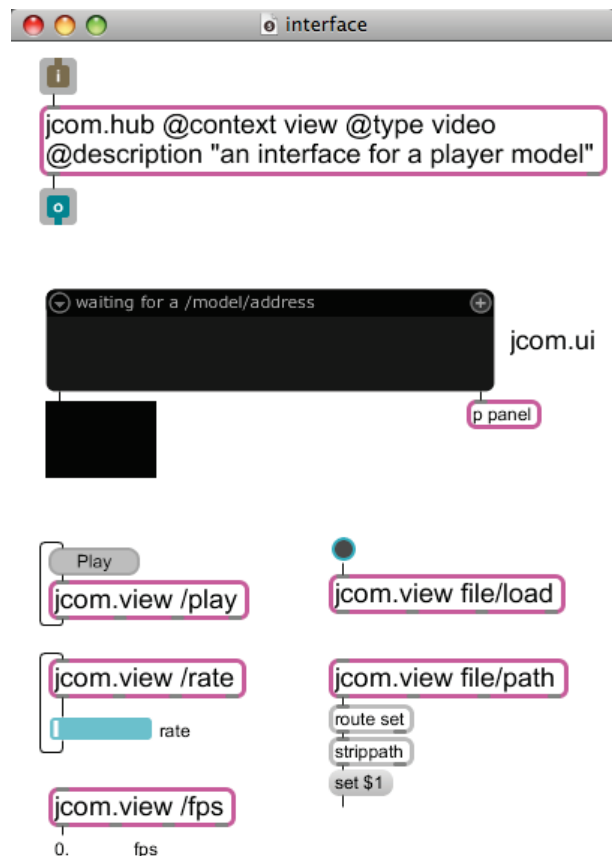 interface
i
jcom.hub @context view @type video
@description "an interface for a player model"
o
waiting for a /model/address
jcom.ui
p panel
Play
jcom.view /play
jcom.view file/load
jcom.view /rate
jcom.view file/path
rate
route set
strippath
set $1
jcom.view /fps
0. fps